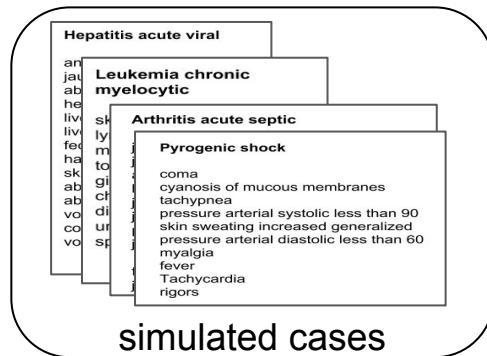 Hepatitis acute viral
Leukemia chronic
myelocytic
Arthritis acute septic
Pyrogenic shock
coma
cyanosis of mucous membranes
tachypnea
pressure arterial systolic less than 90
skin sweating increased generalized
pressure arterial diastolic less than 60
myalgia
fever
Tachycardia
rigors
simulated cases